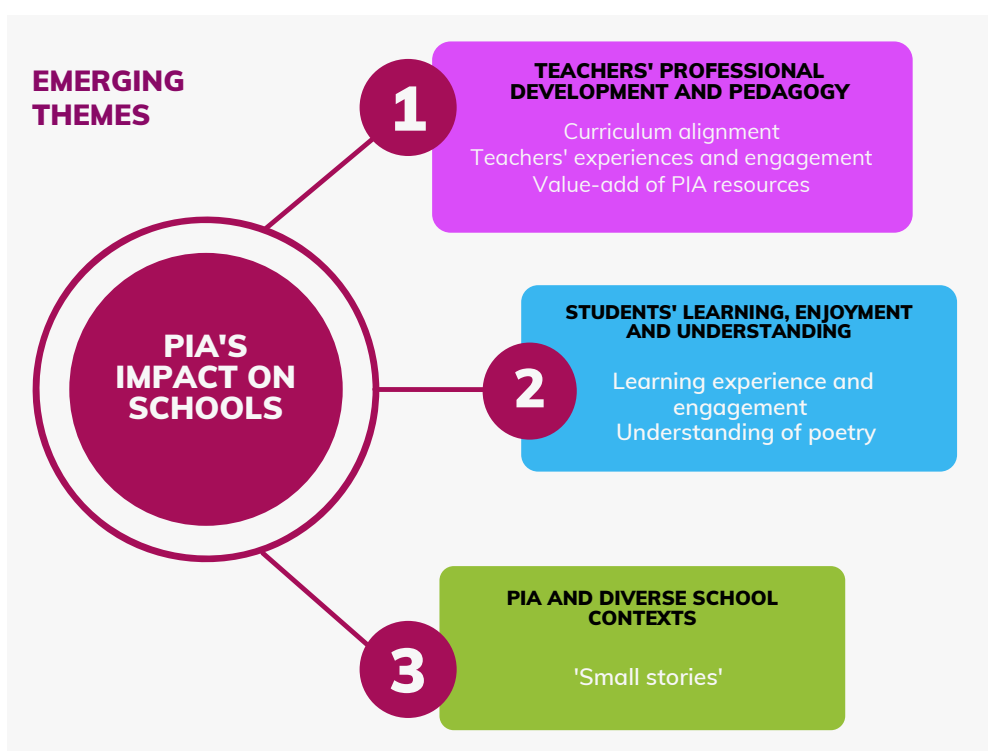 EMERGING
THEMES
PIA'S
IMPACT ON
SCHOOLS
1
TEACHERS' PROFESSIONAL
DEVELOPMENT AND PEDAGOGY
Curriculum alignment
Teachers' experiences and engagement
Value-add of PIA resources
2
STUDENTS' LEARNING, ENJOYMENT
AND UNDERSTANDING
Learning experience and
engagement
Understanding of poetry
3
PIA AND DIVERSE SCHOOL
CONTEXTS
'Small stories'